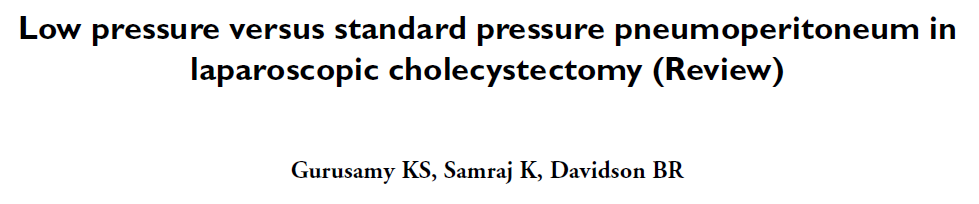 Low pressure versus standard pressure pneumoperitoneum in
laparoscopic cholecystectomy (Review)
Gurusamy KS, Samraj K, Davidson BR